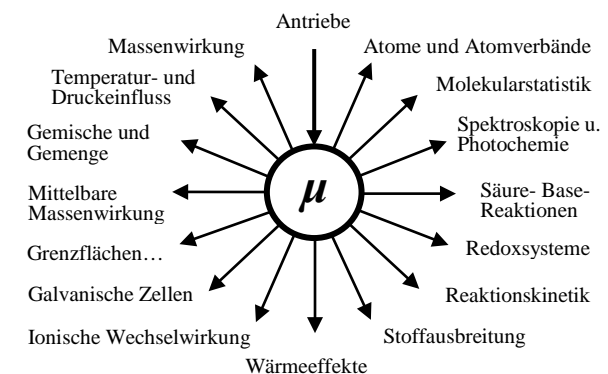 Antriebe
Massenwirkung
Atome und Atomverbände
Temperatur- und
Druckeinfluss
Molekularstatistik
Gemische und
Gemenge
Spektroskopie u.
Photochemie
μ
Mittelbare
Massenwirkung
Säure- Base-
Reaktionen
Grenzflächen…
Redoxsysteme
Galvanische Zellen
Reaktionskinetik
Ionische Wechselwirkung
Stoffausbreitung
Wärmeeffekte